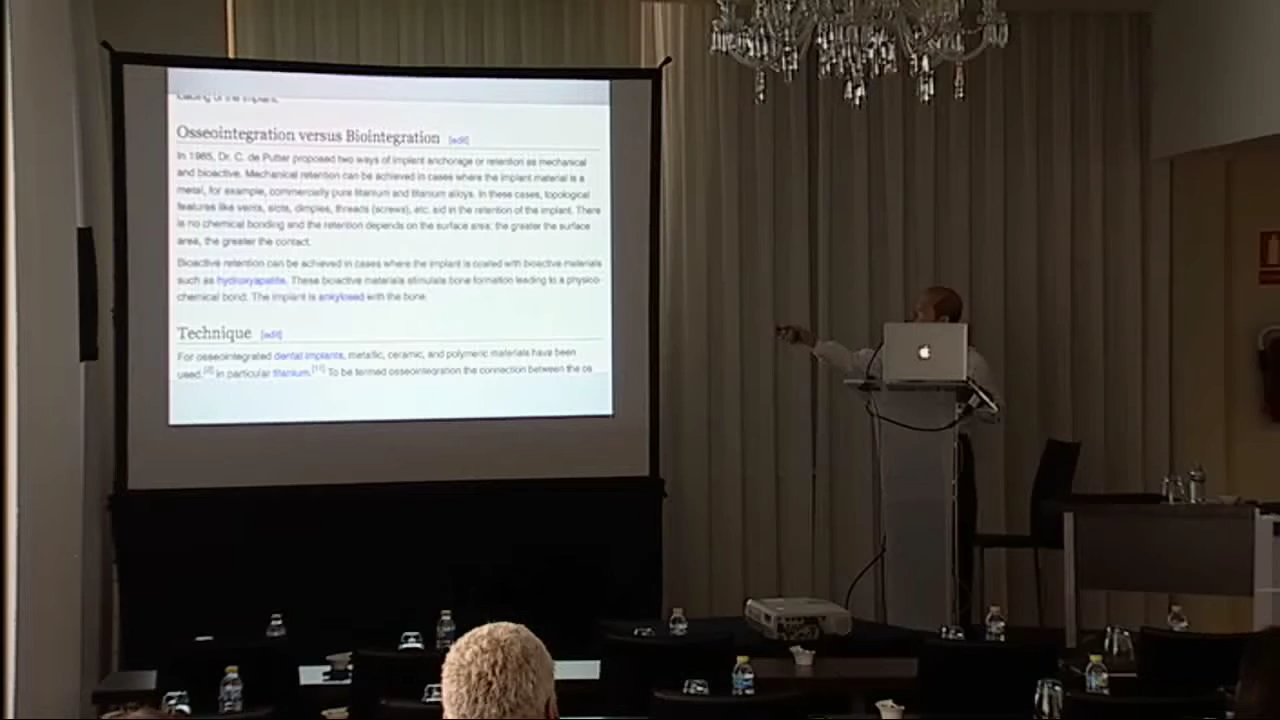 loading of the implant.
Osseointegration versus Biointegration [edit]
In 1985, Dr. C. de Putter proposed two ways of implant anchorage or retention as mechanical
and bioactive. Mechanical retention can be achieved in cases where the implant material is a
metal, for example, commercially pure titanium and titanium alloys. In these cases, topological
features like vents, slots, dimples, threads (screws), etc. aid in the retention of the implant. There
is no chemical bonding and the retention depends on the surface area: the greater the surface
area, the greater the contact.
Bioactive retention can be achieved in cases where the implant is coated with bioactive materials
such as hydroxyapatite. These bioactive materials stimulate bone formation leading to a physico-
chemical bond. The implant is ankylosed with the bone.
Technique [edit]
For osseointegrated dental implants, metallic, ceramic, and polymeric materials have been
used,[2] in particular titanium.[11] To be termed osseointegration the connection between the